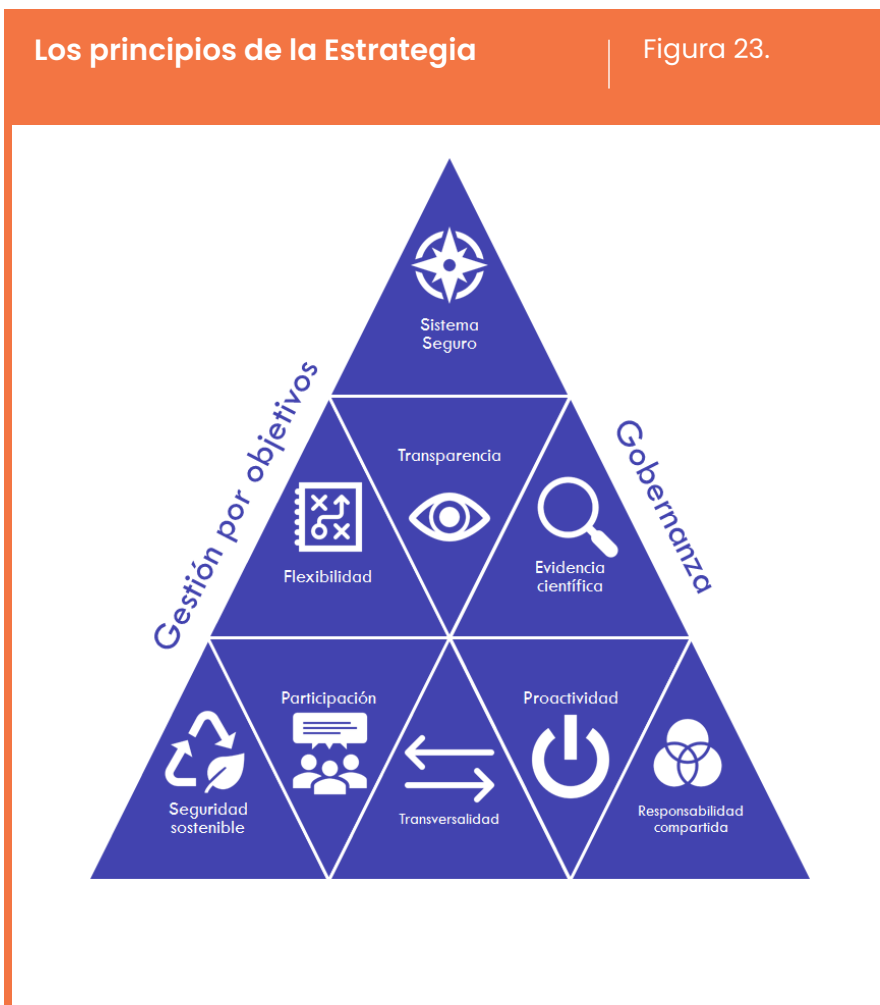 Los principios de la Estrategia
Figura 23.
Sistema
Seguro
Gestión por objetivos
Gobernanza
Transparencia
Flexibilidad
Evidencia
científica
Participación
Proactividad
Seguridad
sostenible
Transversalidad
Responsabilidad
compartida